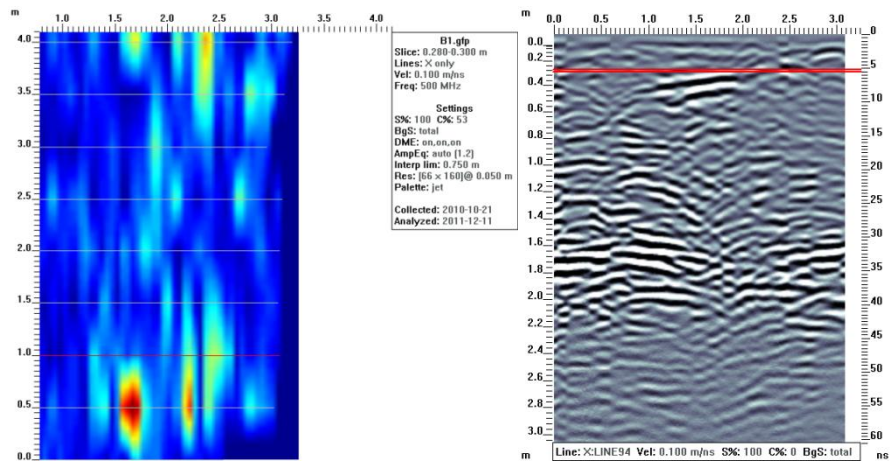 m
1.0 1.5 2.0 2.5 3.0 3.5 4.0
4.0
3.5
3.0
2.5
2.0
1.5
1.0
0.5
0.0
m
B1.gfp
Slice: 0.280-0.300 m
Lines: X only
Vel: 0.100 m/ns
Freq: 500 MHz
Settings
S%: 100 C%: 53
BgS: total
DME: on,on,on
AmpEq: auto (1.2)
Interp lim: 0.750 m
Res: [66 x 160]@ 0.050 m
Palette: jet
Collected: 2010-10-21
Analyzed: 2011-12-11
m
0.0 0.5 1.0 1.5 2.0 2.5 3.0
m
0.0
0.2
0.4
0.6
0.8
1.0
1.2
1.4
1.6
1.8
2.0
2.2
2.4
2.6
2.8
3.0
m
0
5
10
15
20
25
30
35
40
45
50
55
60
ns
Line: X:LINE94 Vel: 0.100 m/ns S%: 100 C%: 0 BgS: total